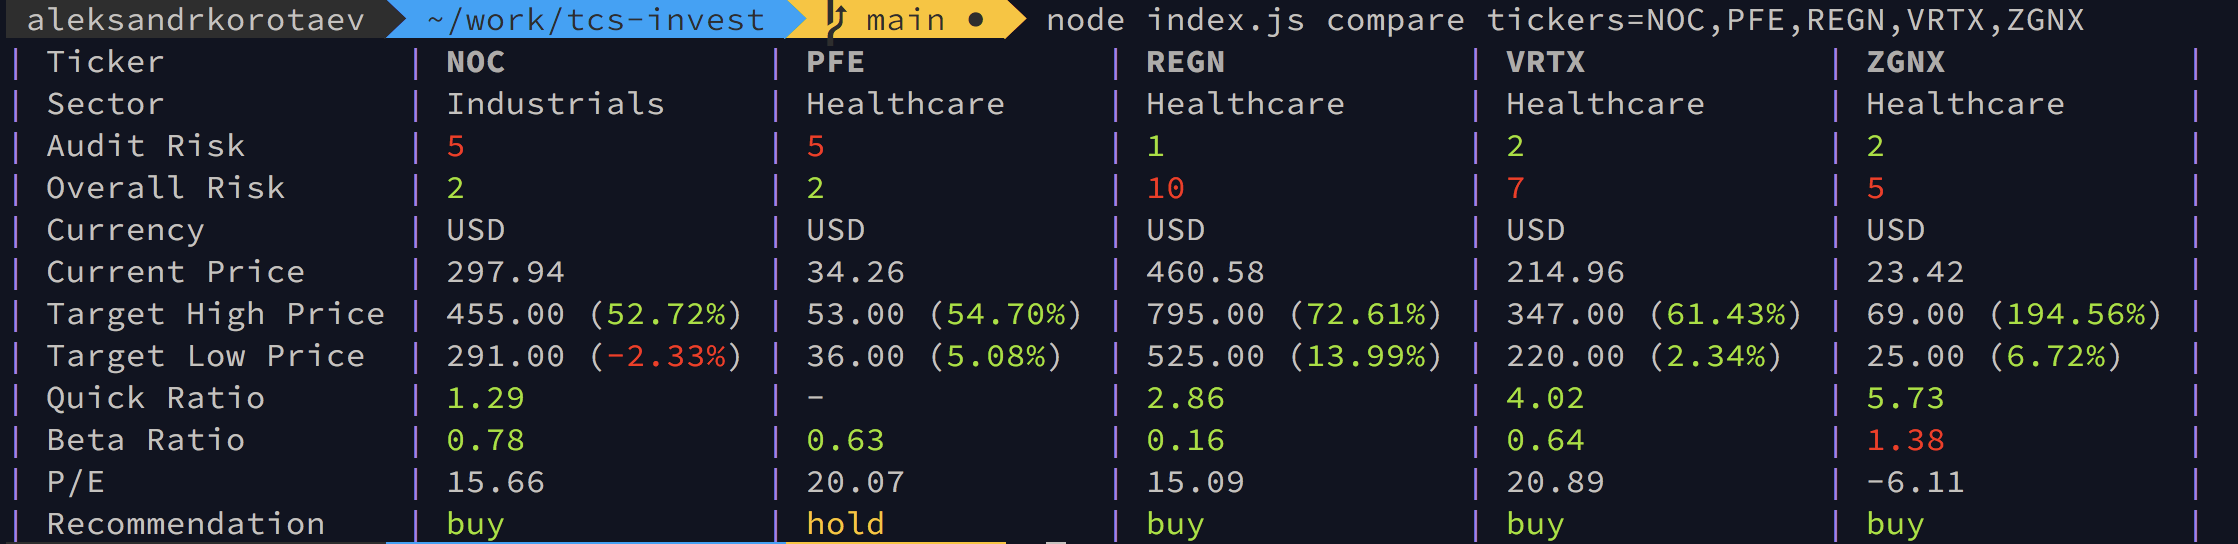 aleksandrkorotaev ~/work/tcs-invest main ● node index.js compare tickers=NOC,PFE,REGN,VRTX,ZGNX
| Ticker | NOC | PFE | REGN | VRTX | ZGNX |
| Sector | Industrials | Healthcare | Healthcare | Healthcare | Healthcare |
| Audit Risk | 5 | 5 | 1 | 2 | 2 |
| Overall Risk | 2 | 2 | 10 | 7 | 5 |
| Currency | USD | USD | USD | USD | USD |
| Current Price | 297.94 | 34.26 | 460.58 | 214.96 | 23.42 |
| Target High Price | 455.00 (52.72%) | 53.00 (54.70%) | 795.00 (72.61%) | 347.00 (61.43%) | 69.00 (194.56%) |
| Target Low Price | 291.00 (-2.33%) | 36.00 (5.08%) | 525.00 (13.99%) | 220.00 (2.34%) | 25.00 (6.72%) |
| Quick Ratio | 1.29 | - | 2.86 | 4.02 | 5.73 |
| Beta Ratio | 0.78 | 0.63 | 0.16 | 0.64 | 1.38 |
| P/E | 15.66 | 20.07 | 15.09 | 20.89 | -6.11 |
| Recommendation | buy | hold | buy | buy | buy |